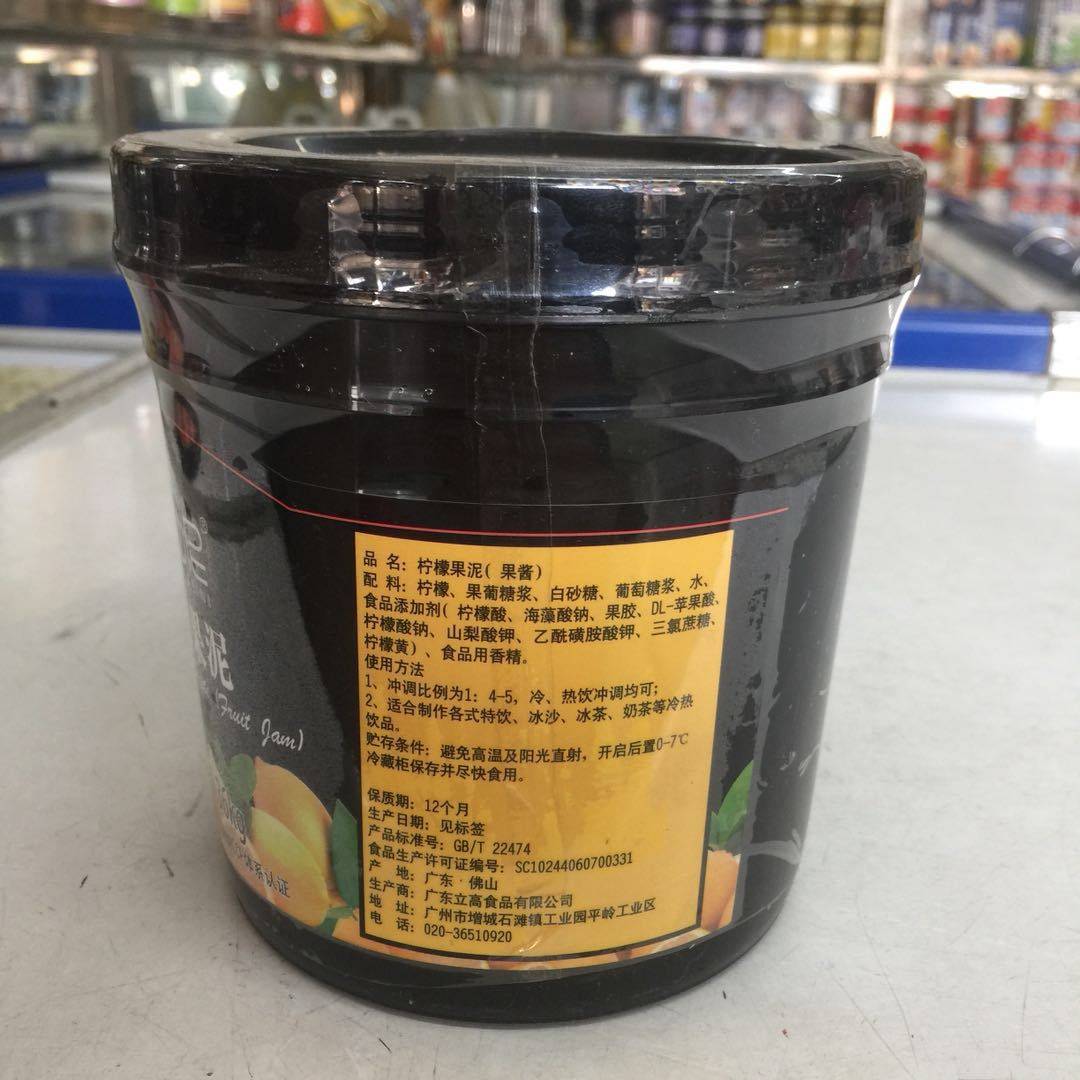 泥
(Fruit Jam)
体系认证
品 名：柠檬果泥( 果酱)
配 料：柠檬、果葡糖浆、白砂糖、葡萄糖浆、水、
食品添加剂( 柠檬酸、海藻酸钠、果胶、DL-苹果酸、
柠檬酸钠、山梨酸钾、乙酰磺胺酸钾、三氯蔗糖、
柠檬黄) 、食品用香精。
使用方法
1、冲调比例为1: 4-5，冷、热饮冲调均可；
2、适合制作各式特饮、冰沙、冰茶、奶茶等冷热
饮品。
贮存条件：避免高温及阳光直射，开启后置0-7℃
冷藏柜保存并尽快食用。
保质期：12个月
生产日期：见标签
产品标准号：GB/T 22474
食品生产许可证编号：SC10244060700331
产 地：广东·佛山
生产商：广东立高食品有限公司
地 址：广州市增城石滩镇工业园平岭工业区
电 话：020-36510920